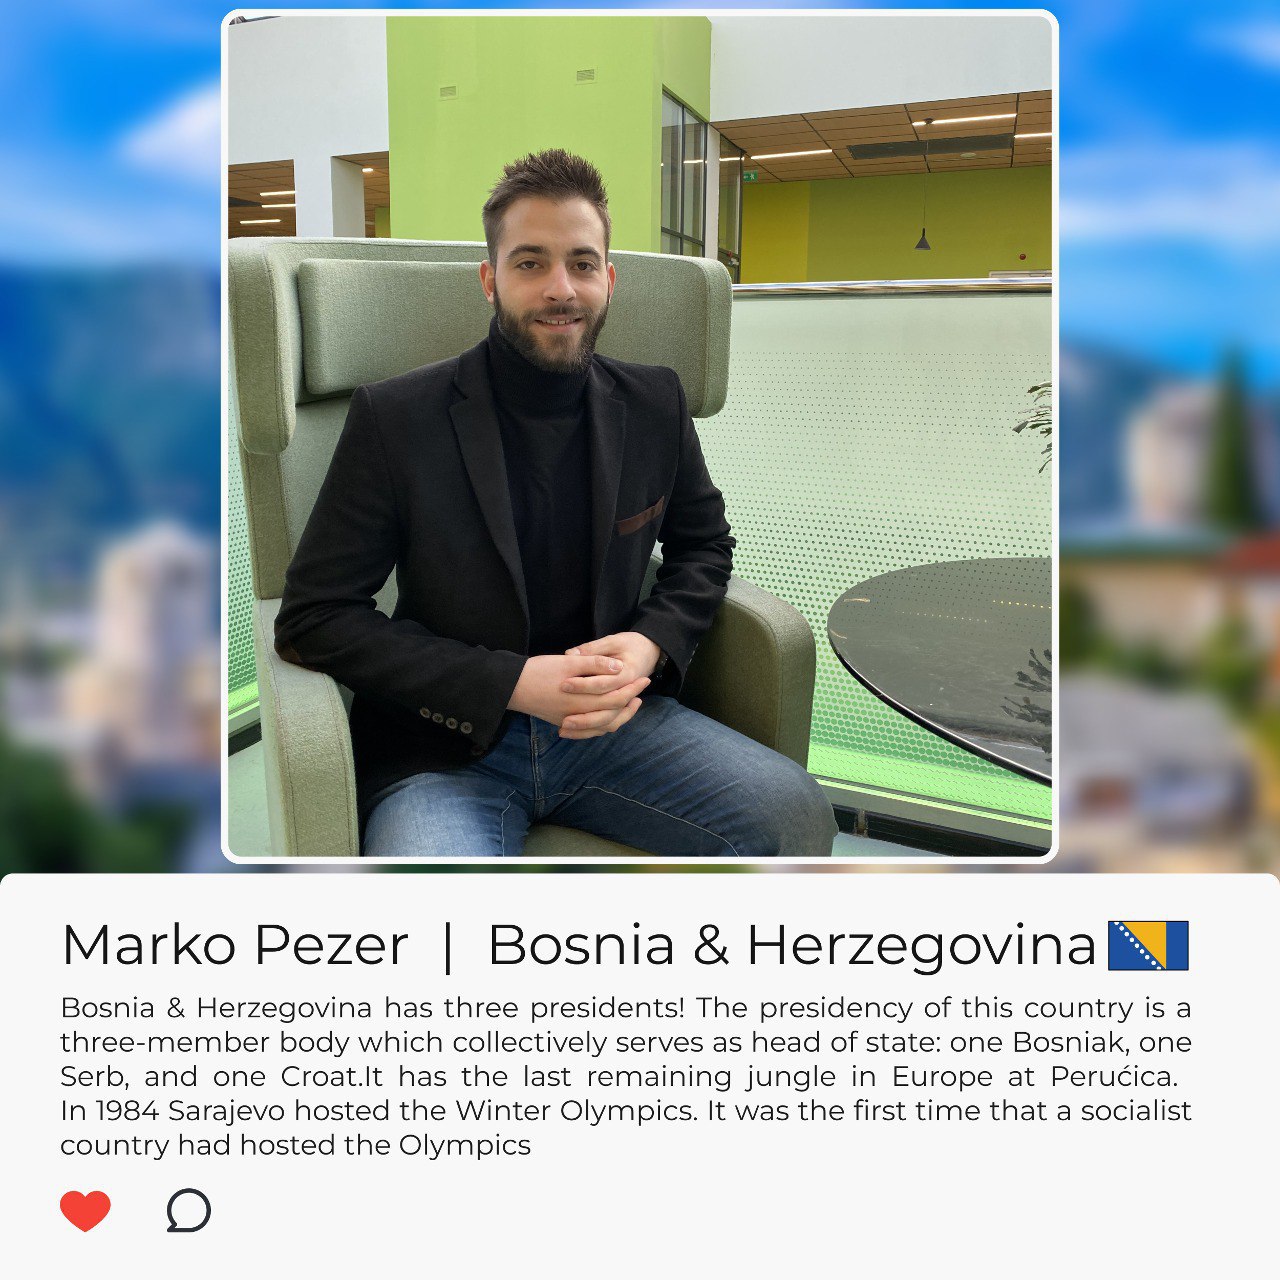 Marko Pezer | Bosnia & Herzegovina
Bosnia & Herzegovina has three presidents! The presidency of this country is a
three-member body which collectively serves as head of state: one Bosniak, one
Serb, and one Croat.It has the last remaining jungle in Europe at Perućica.
In 1984 Sarajevo hosted the Winter Olympics. It was the first time that a socialist
country had hosted the Olympics